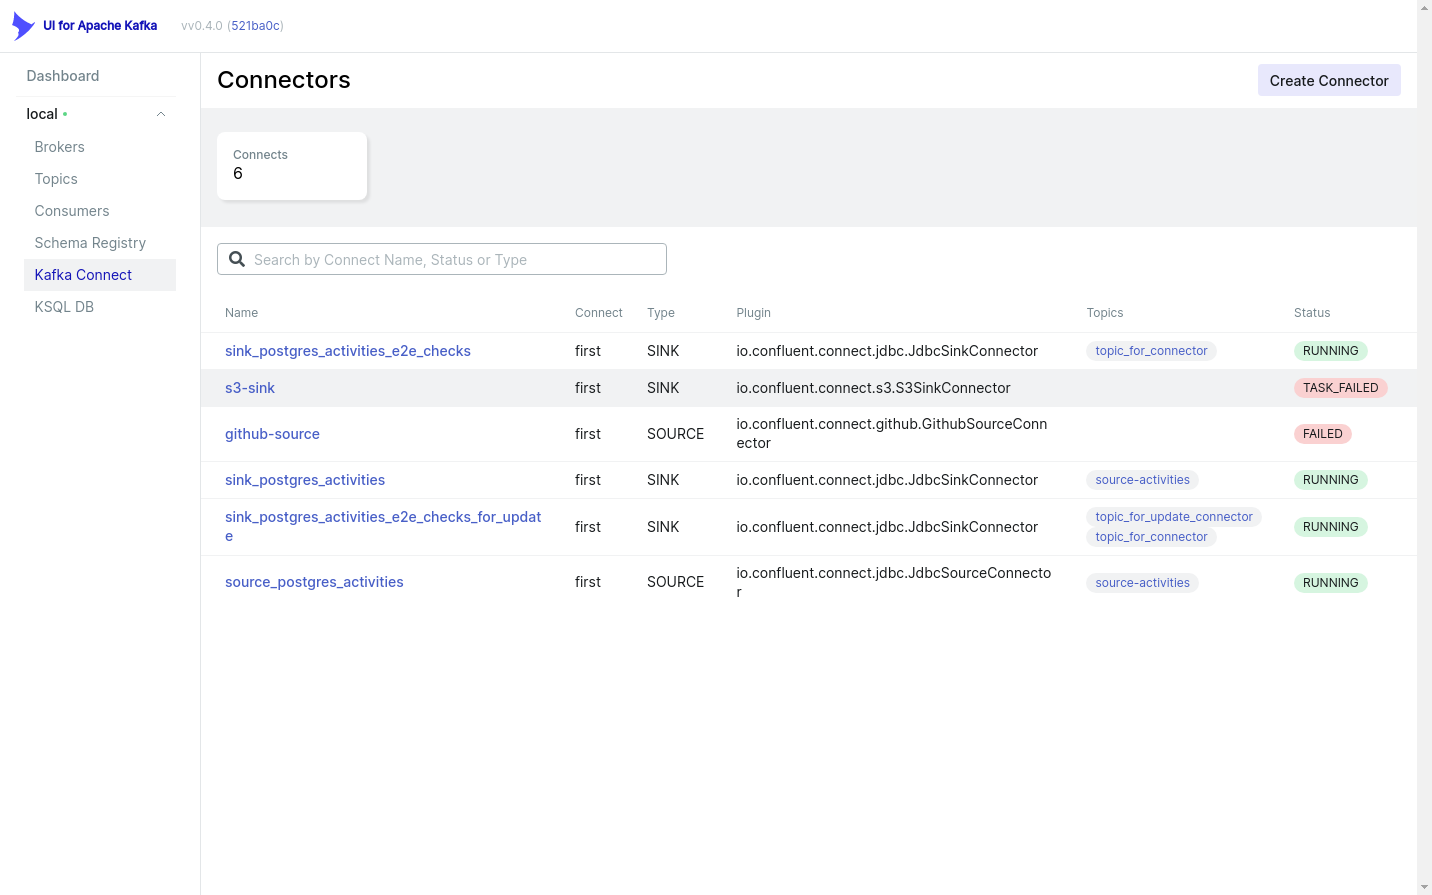 UI for Apache Kafka vv0.4.0 (521ba0c)
Dashboard
local
Brokers
Topics
Consumers
Schema Registry
Kafka Connect
KSQL DB
Connectors
Create Connector
Connects
6
Search by Connect Name, Status or Type
Name Connect Type Plugin Topics Status
sink_postgres_activities_e2e_checks first SINK io.confluent.connect.jdbc.JdbcSinkConnector topic_for_connector RUNNING
s3-sink first SINK io.confluent.connect.s3.S3SinkConnector TASK_FAILED
github-source first SOURCE io.confluent.connect.github.GithubSourceConn
ector FAILED
sink_postgres_activities first SINK io.confluent.connect.jdbc.JdbcSinkConnector source-activities RUNNING
sink_postgres_activities_e2e_checks_for_updat
e first SINK io.confluent.connect.jdbc.JdbcSinkConnector topic_for_update_connector
topic_for_connector RUNNING
source_postgres_activities first SOURCE io.confluent.connect.jdbc.JdbcSourceConnecto
r source-activities RUNNING